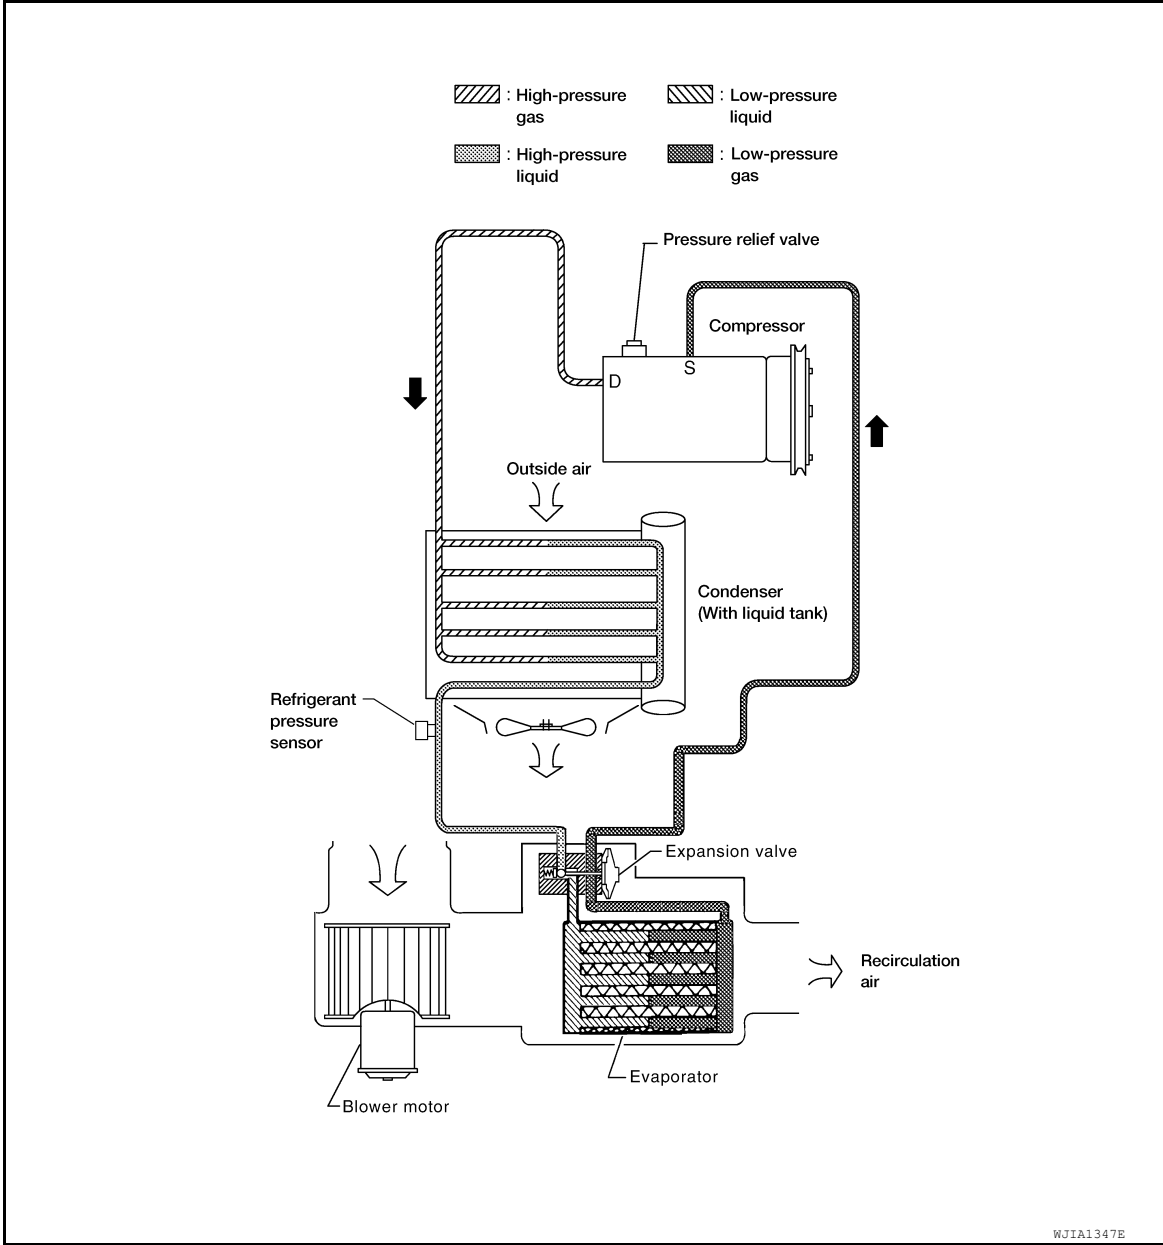 : High-pressure
gas
: Low-pressure
liquid
: High-pressure
liquid
: Low-pressure
gas
Pressure relief valve
Compressor
S
D
Outside air
Condenser
(With liquid tank)
Refrigerant
pressure
sensor
Expansion valve
Recirculation
air
Evaporator
Blower motor
WJIA1347E